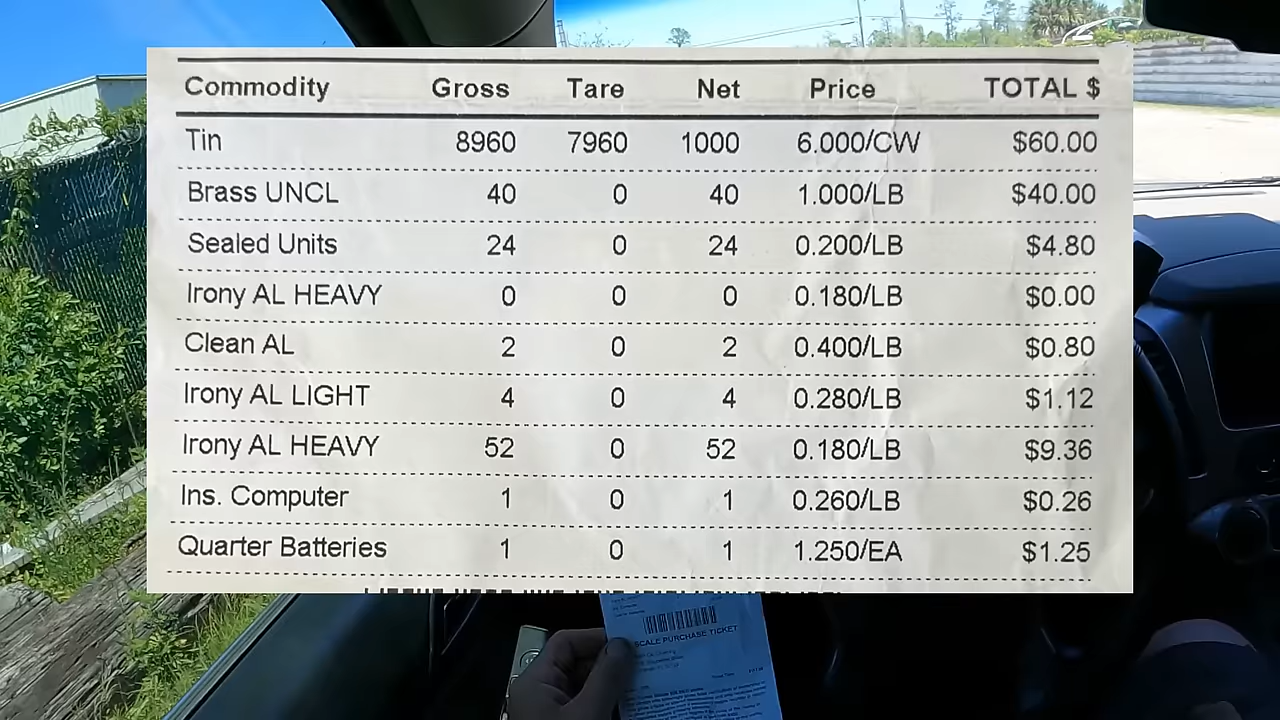 Commodity Gross Tare Net Price TOTAL $
Tin 8960 7960 1000 6.000/CW $60.00
Brass UNCL 40 0 40 1.000/LB $40.00
Sealed Units 24 0 24 0.200/LB $4.80
Irony AL HEAVY 0 0 0 0.180/LB $0.00
Clean AL 2 0 2 0.400/LB $0.80
Irony AL LIGHT 4 0 4 0.280/LB $1.12
Irony AL HEAVY 52 0 52 0.180/LB $9.36
Ins. Computer 1 0 1 0.260/LB $0.26
Quarter Batteries 1 0 1 1.250/EA $1.25
SCALE PURCHASE TICKET